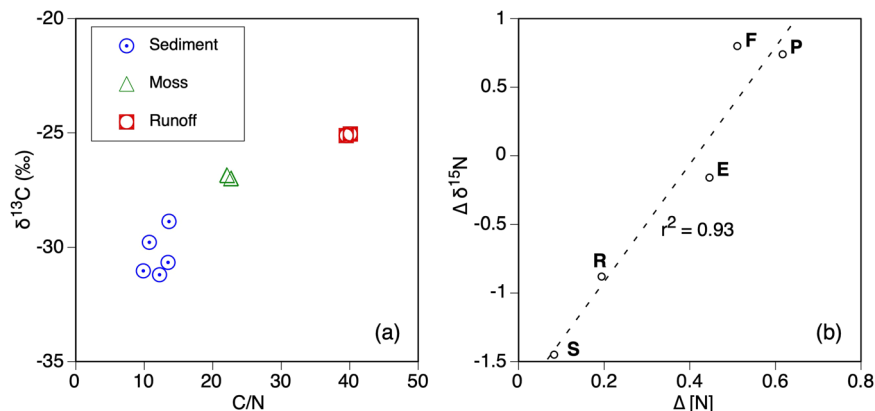 -20
-25
-30
-35
δ13C (‰)
Sediment
Moss
Runoff
(a)
0 10 20 30 40 50
C/N
1
0.5
0
-0.5
-1
-1.5
Δ δ15N
F
P
E
r2 = 0.93
R
S
(b)
0 0.2 0.4 0.6 0.8
Δ [N]